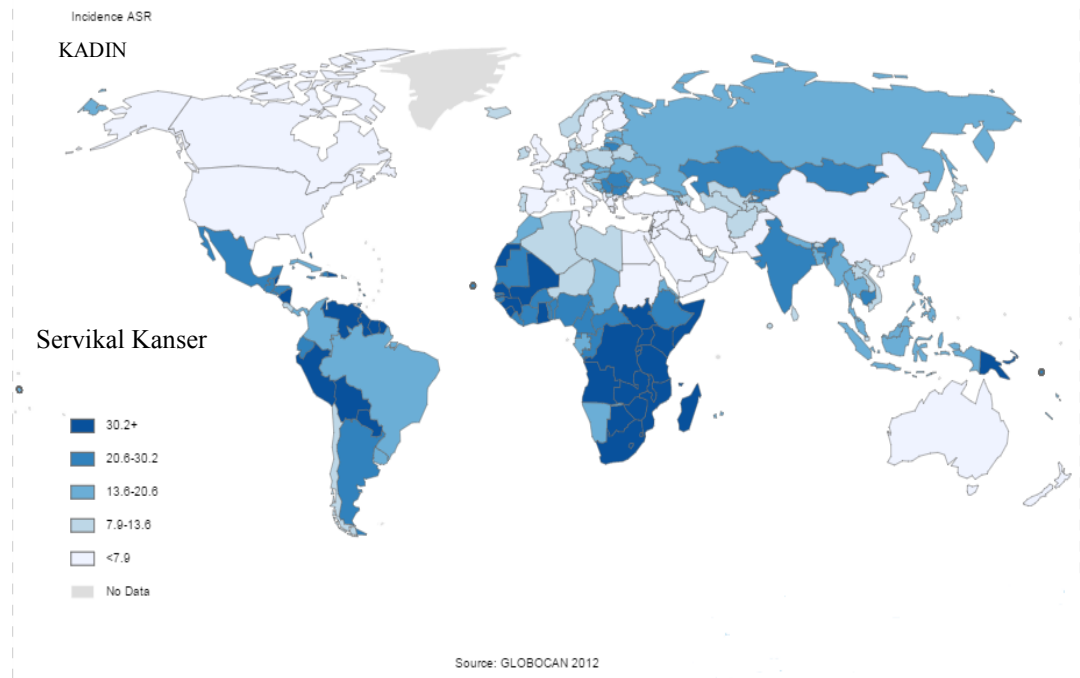 Incidence ASR
KADIN
Servikal Kanser
30.2+
20.6-30.2
13.6-20.6
7.9-13.6
<7.9
No Data
Source: GLOBOCAN 2012